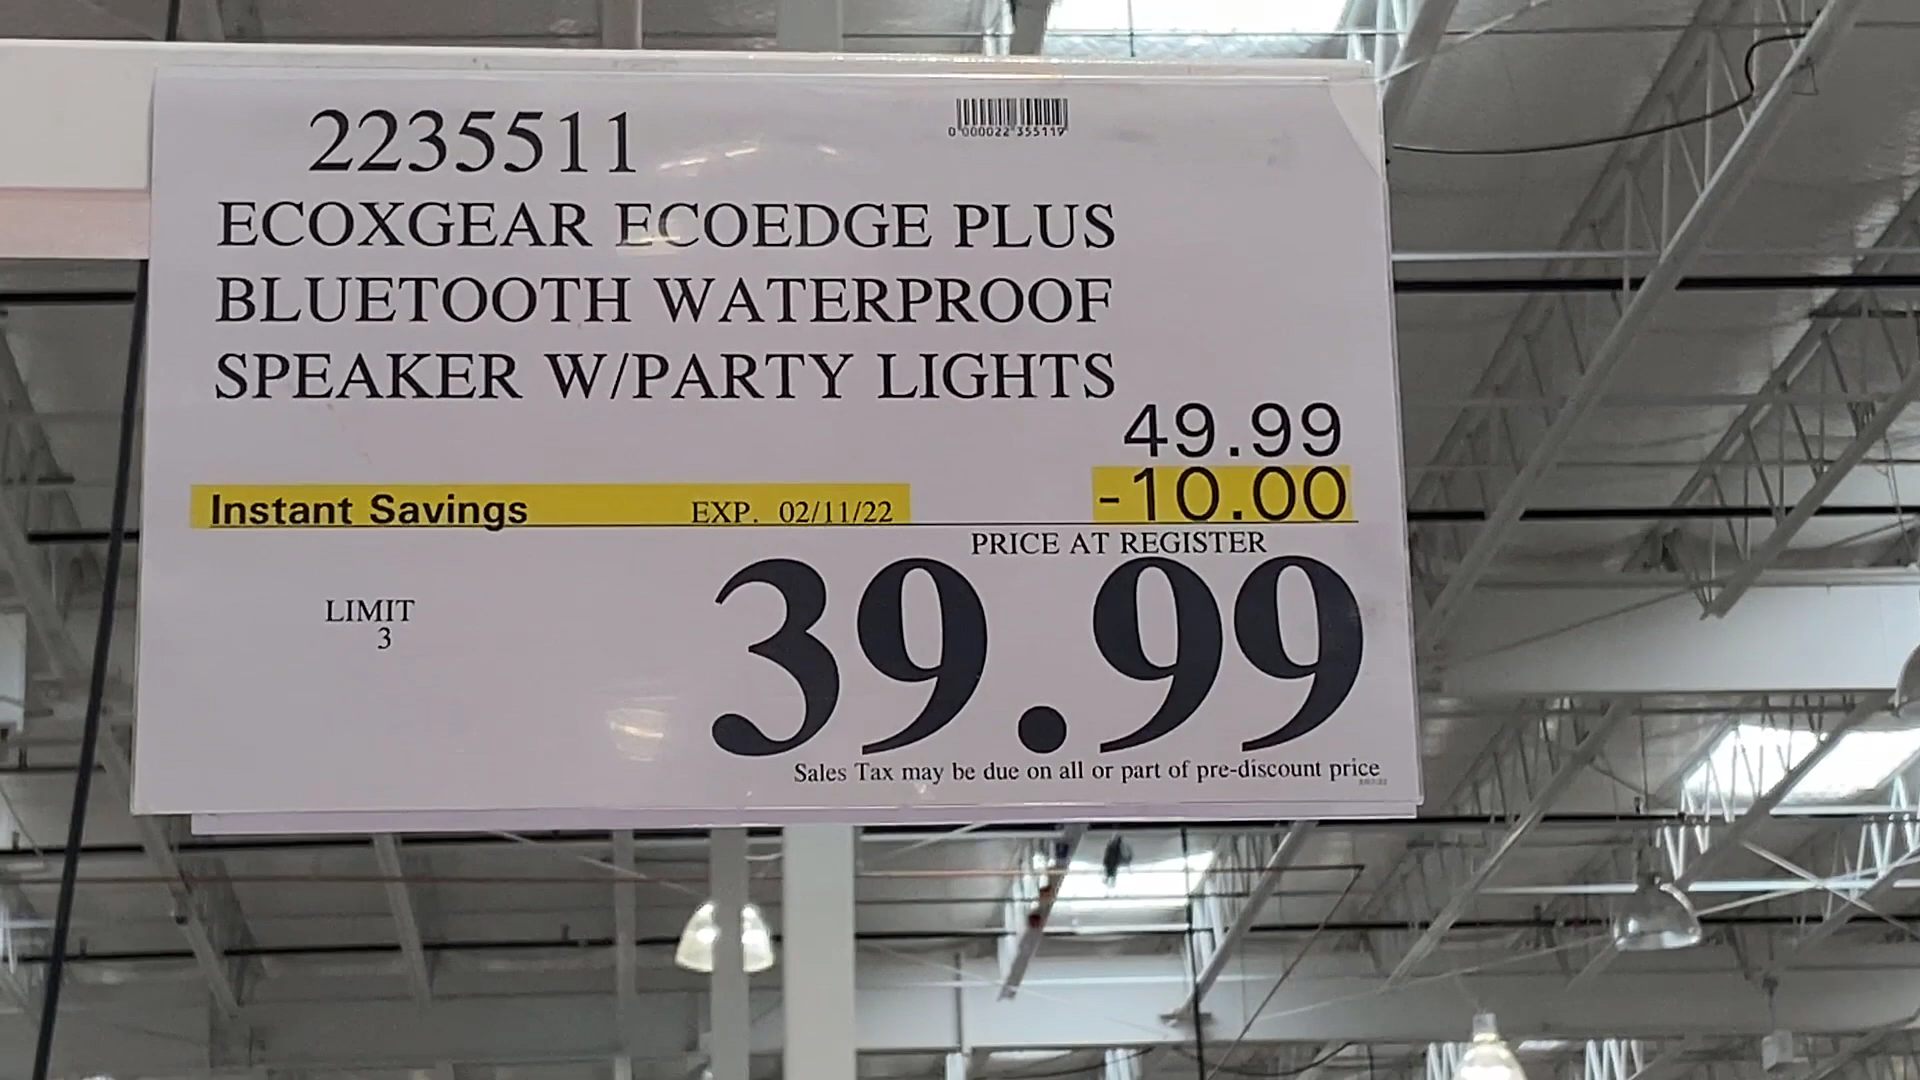 2235511
0 000022 355119
ECOXGEAR ECOEDGE PLUS
BLUETOOTH WATERPROOF
SPEAKER W/PARTY LIGHTS
49.99
Instant Savings EXP. 02/11/22 -10.00
PRICE AT REGISTER
39.99
LIMIT
3
Sales Tax may be due on all or part of pre-discount price